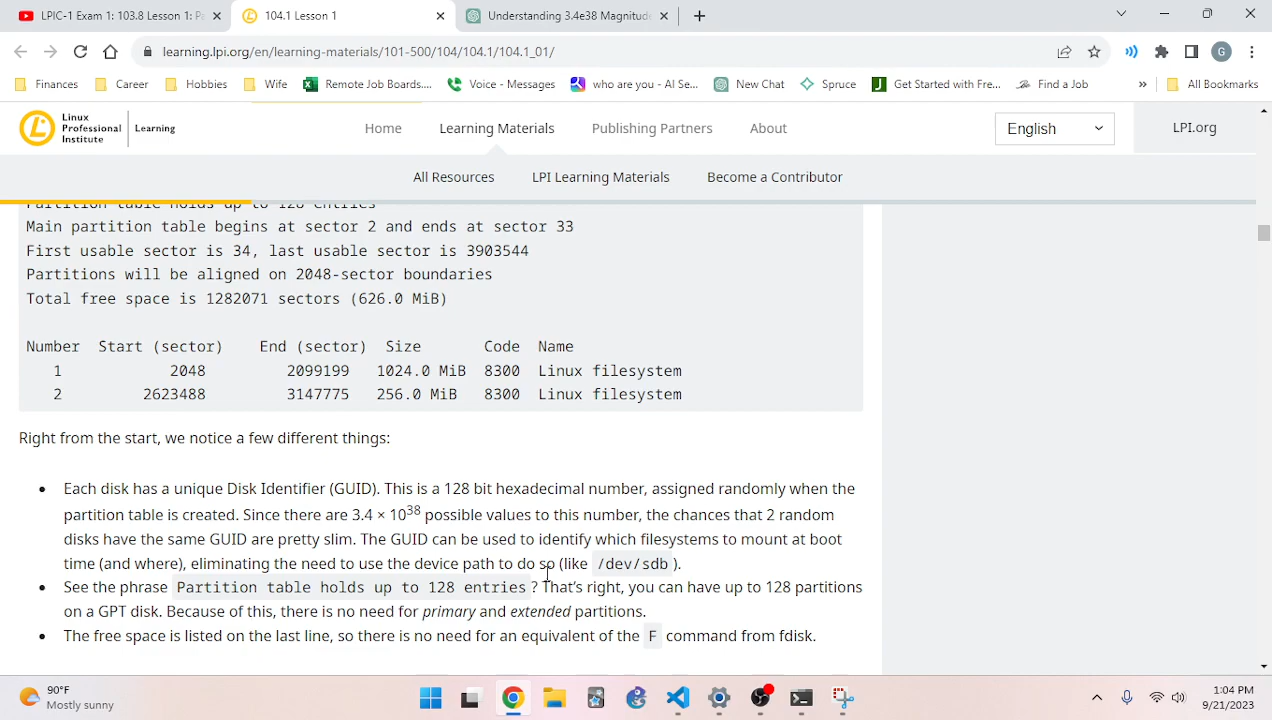 LPIC-1 Exam 1: 103.8 Lesson 1: Pa
104.1 Lesson 1
Understanding 3.4e38 Magnitude
learning.lpi.org/en/learning-materials/101-500/104/104.1/104.1_01/
G
Finances
Career
Hobbies
Wife
Remote Job Boards....
Voice - Messages
who are you - AI Se...
New Chat
Spruce
Get Started with Fre...
Find a Job
»
All Bookmarks
Linux
Professional
Institute
Learning
Home
Learning Materials
Publishing Partners
About
English
LPI.org
All Resources
LPI Learning Materials
Become a Contributor
Partition table holds up to 128 entries
Main partition table begins at sector 2 and ends at sector 33
First usable sector is 34, last usable sector is 3903544
Partitions will be aligned on 2048-sector boundaries
Total free space is 1282071 sectors (626.0 MiB)
Number Start (sector) End (sector) Size Code Name
1 2048 2099199 1024.0 MiB 8300 Linux filesystem
2 2623488 3147775 256.0 MiB 8300 Linux filesystem
Right from the start, we notice a few different things:
• Each disk has a unique Disk Identifier (GUID). This is a 128 bit hexadecimal number, assigned randomly when the
partition table is created. Since there are 3.4 × 10³⁸ possible values to this number, the chances that 2 random
disks have the same GUID are pretty slim. The GUID can be used to identify which filesystems to mount at boot
time (and where), eliminating the need to use the device path to do so (like /dev/sdb ).
• See the phrase Partition table holds up to 128 entries ? That's right, you can have up to 128 partitions
on a GPT disk. Because of this, there is no need for primary and extended partitions.
• The free space is listed on the last line, so there is no need for an equivalent of the F command from fdisk.
90°F
Mostly sunny
1:04 PM
9/21/2023